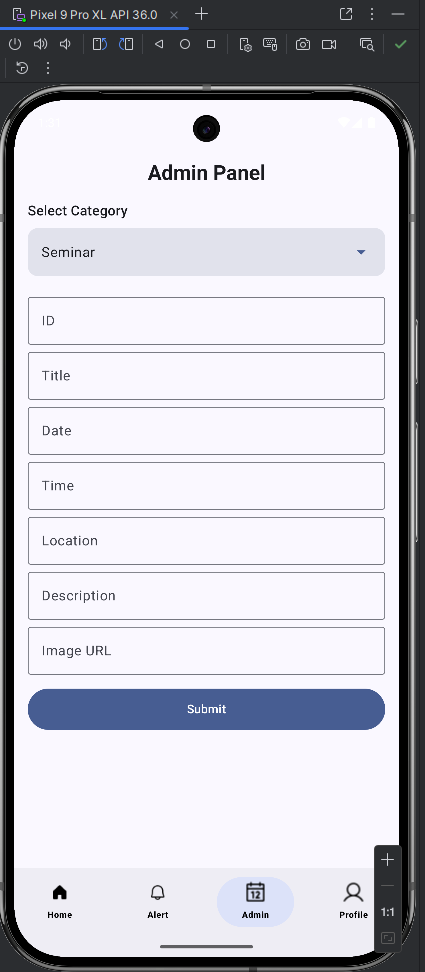 Pixel 9 Pro XL API 36.0
Admin Panel
Select Category
Seminar
ID
Title
Date
Time
Location
Description
Image URL
Submit
12
Home Alert Admin Profile
1:1